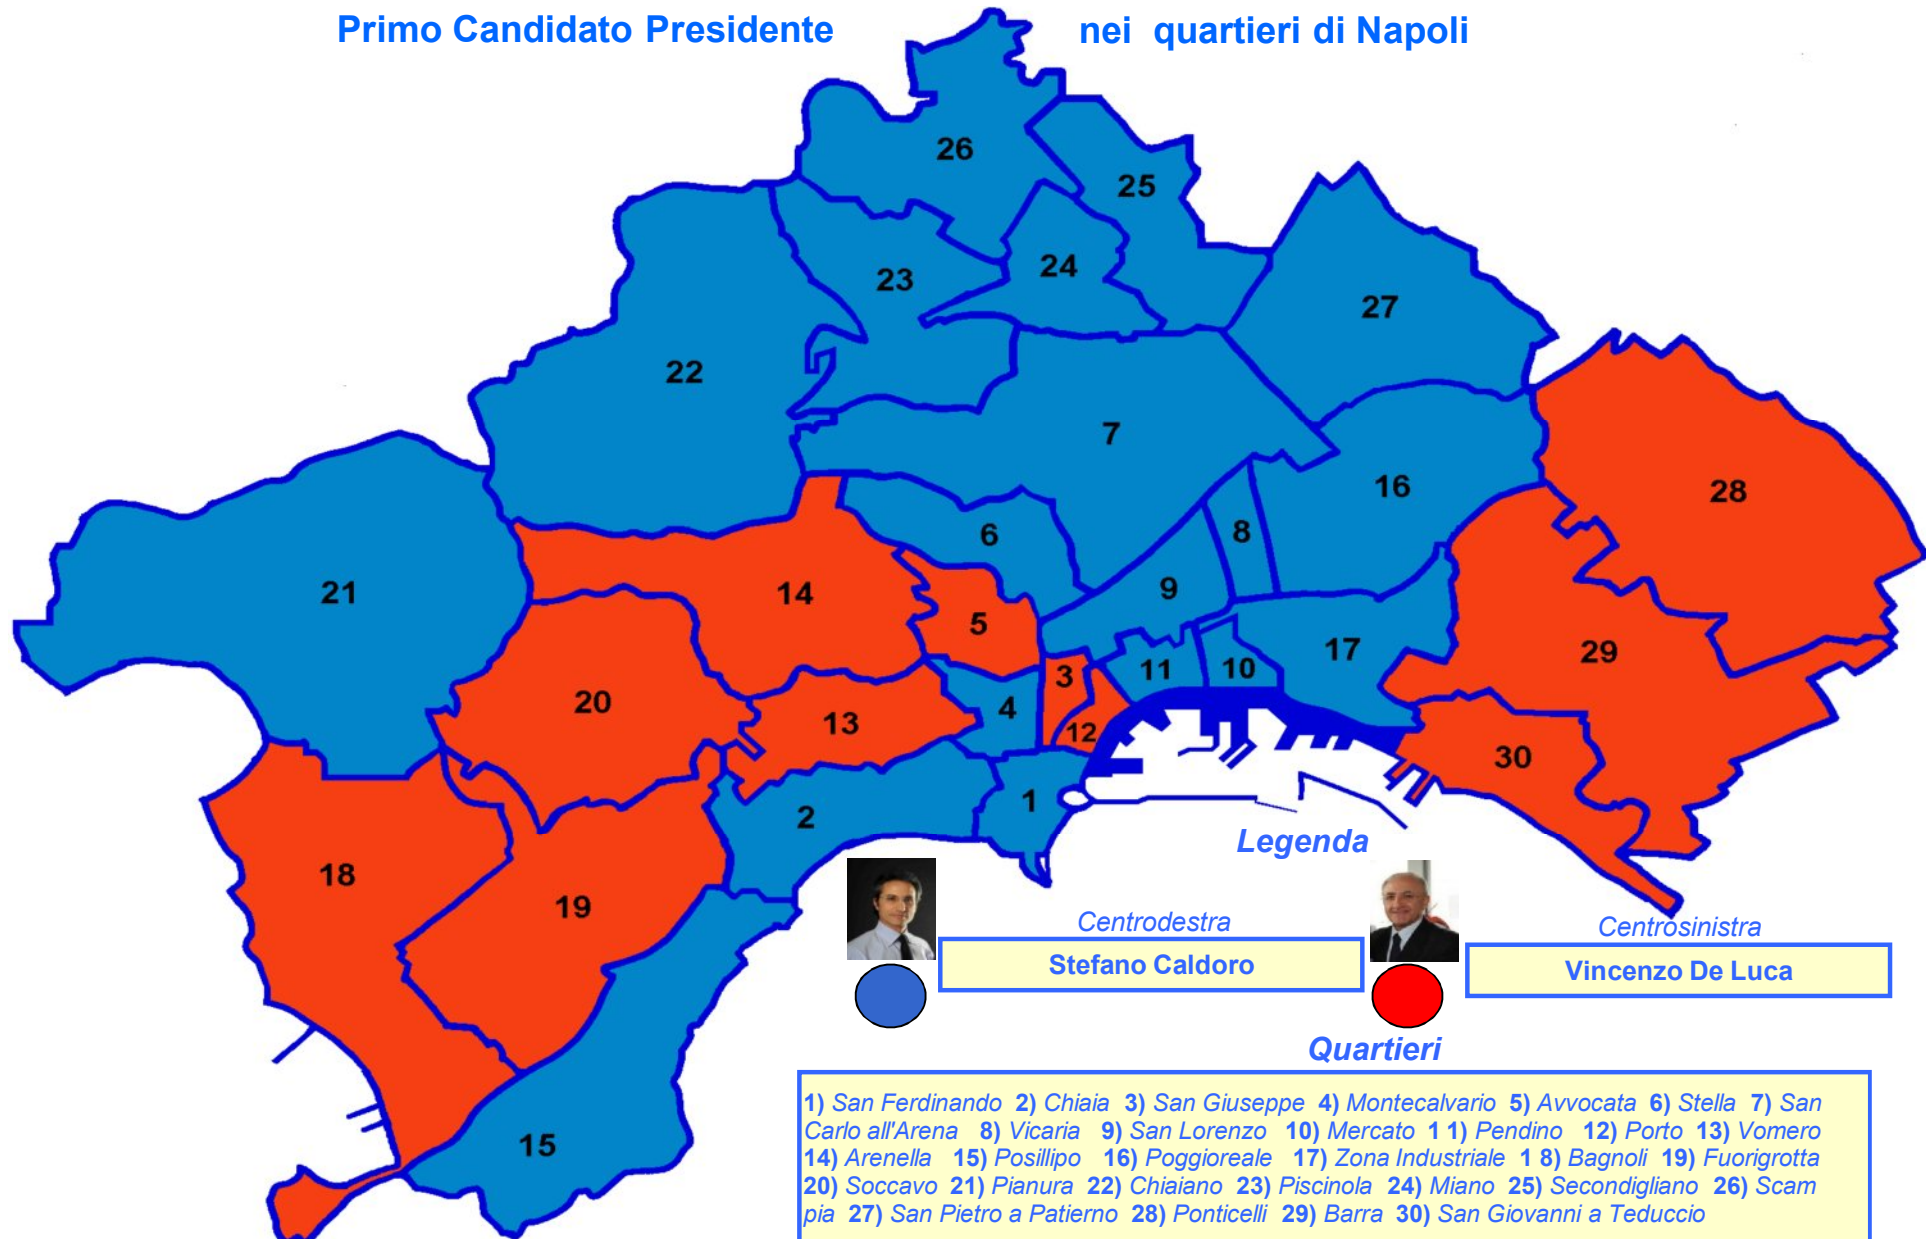 Primo Candidato Presidente nei quartieri di Napoli
26
25
23
24
27
22
7
28
16
6
8
21
14
9
5
29
11
10
17
3
20
4
13
12
30
1
2
18
19
15
Legenda
Centrodestra
Stefano Caldoro
Centrosinistra
Vincenzo De Luca
Quartieri
1) San Ferdinando 2) Chiaia 3) San Giuseppe 4) Montecalvario 5) Avvocata 6) Stella 7) San
Carlo all'Arena 8) Vicaria 9) San Lorenzo 10) Mercato 1 1) Pendino 12) Porto 13) Vomero
14) Arenella 15) Posillipo 16) Poggioreale 17) Zona Industriale 1 8) Bagnoli 19) Fuorigrotta
20) Soccavo 21) Pianura 22) Chiaiano 23) Piscinola 24) Miano 25) Secondigliano 26) Scam
pia 27) San Pietro a Patierno 28) Ponticelli 29) Barra 30) San Giovanni a Teduccio